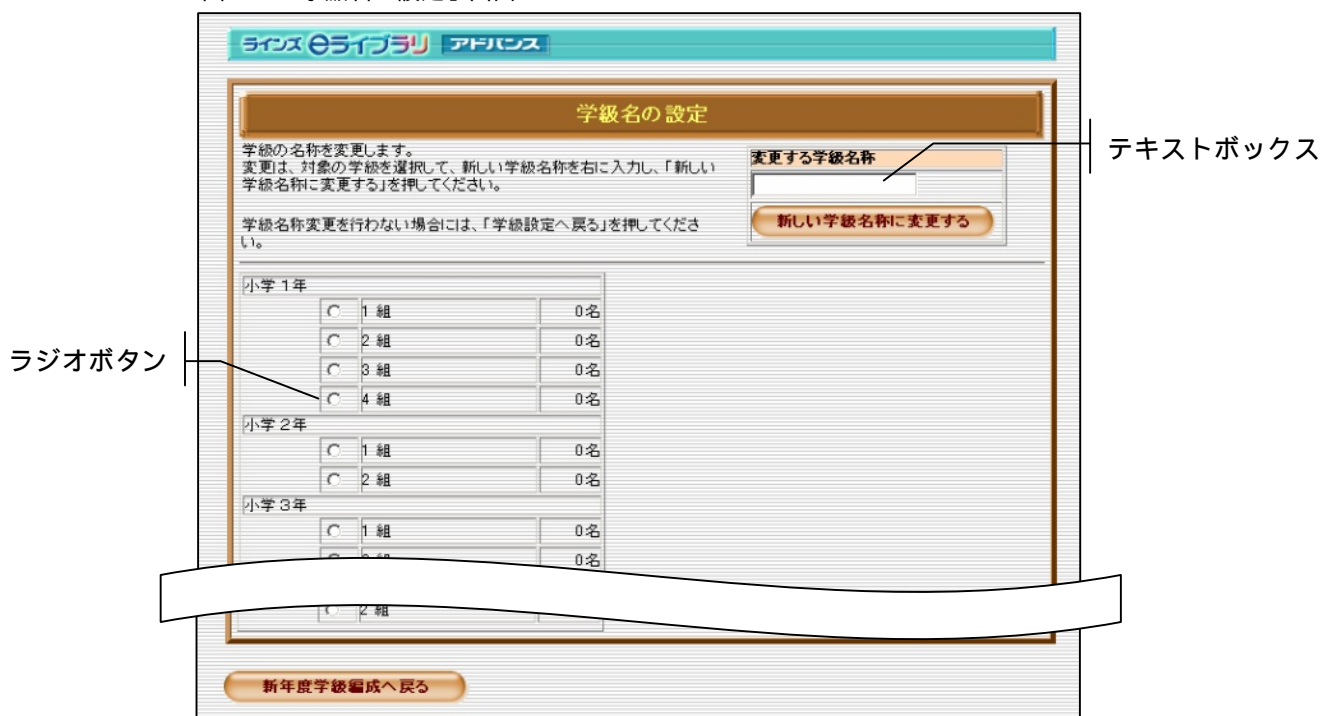 ラインズ eライブラリ アドバンス
学級名の設定
学級の名称を変更します。
変更は、対象の学級を選択して、新しい学級名称を右に入力し、「新しい
学級名称に変更する」を押してください。
学級名称変更を行わない場合には、「学級設定へ戻る」を押してくださ
い。
変更する学級名称
新しい学級名称に変更する
テキストボックス
小学1年
1 組 0名
2 組 0名
3 組 0名
4 組 0名
ラジオボタン
小学2年
1 組 0名
2 組 0名
小学3年
1 組 0名
0名
2 組
新年度学級編成へ戻る